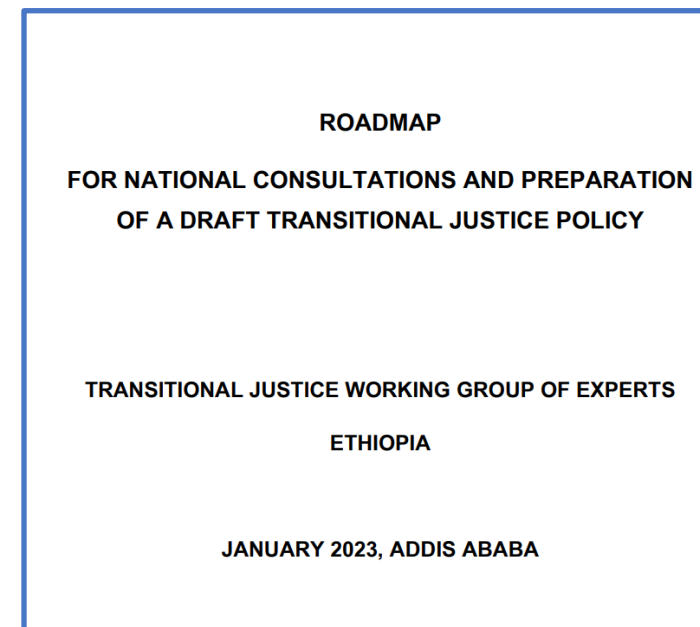 ROADMAP
FOR NATIONAL CONSULTATIONS AND PREPARATION
OF A DRAFT TRANSITIONAL JUSTICE POLICY
TRANSITIONAL JUSTICE WORKING GROUP OF EXPERTS
ETHIOPIA
JANUARY 2023, ADDIS ABABA